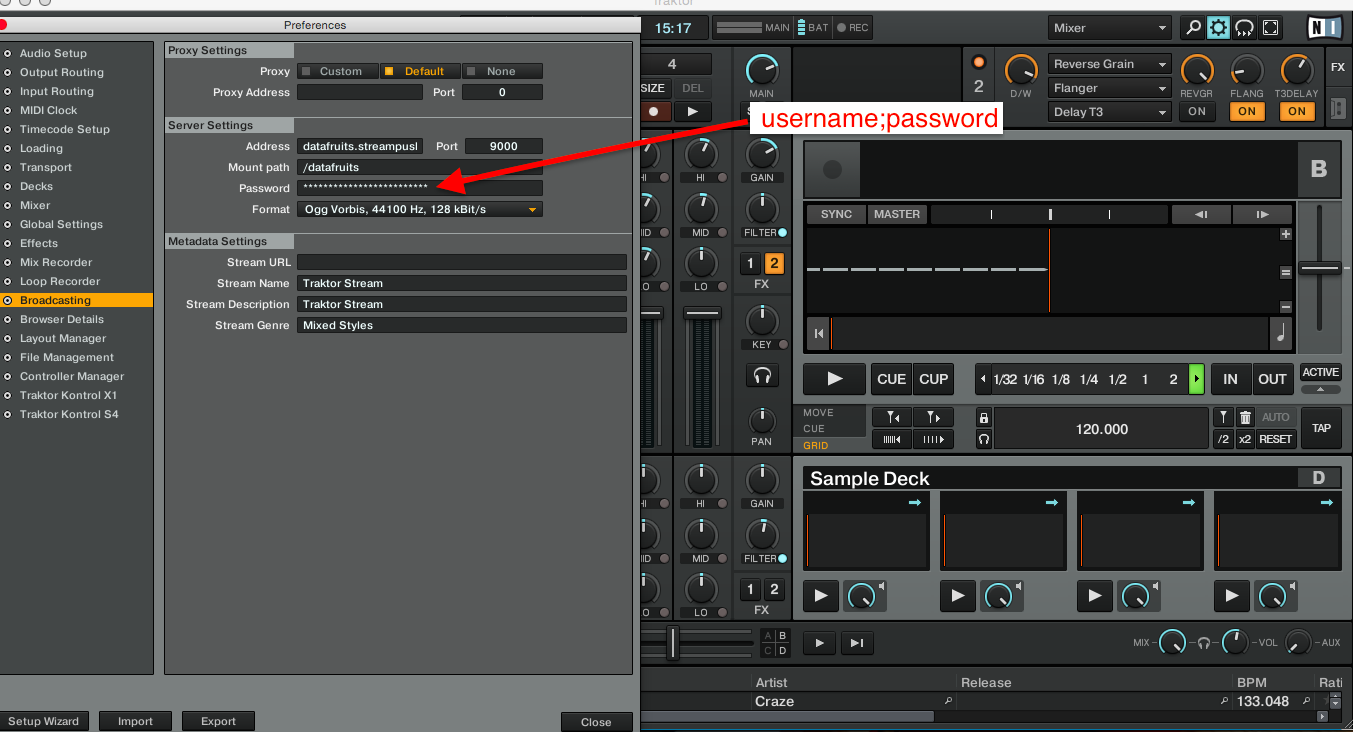 Traktor
Preferences
Audio Setup
Output Routing
Input Routing
MIDI Clock
Timecode Setup
Loading
Transport
Decks
Mixer
Global Settings
Effects
Mix Recorder
Loop Recorder
Broadcasting
Browser Details
Layout Manager
File Management
Controller Manager
Traktor Kontrol X1
Traktor Kontrol S4
Proxy Settings
Proxy Custom Default None
Proxy Address Port 0
Server Settings
Address datafruits.streampusl Port 9000
Mount path /datafruits
Password *************************
Format Ogg Vorbis, 44100 Hz, 128 kBit/s
Metadata Settings
Stream URL
Stream Name Traktor Stream
Stream Description Traktor Stream
Stream Genre Mixed Styles
Setup Wizard Import Export Close
15:17 MAIN BAT REC Mixer NI
4
SIZE DEL
MAIN
username;password
2 D/W
Reverse Grain
Flanger
Delay T3
REVGR FLANG T3DELAY
ON ON ON
FX
HI HI GAIN
MID MID FILTER
LO LO
1 2
FX
KEY
PAN
B
SYNC MASTER
CUE CUP 1/32 1/16 1/8 1/4 1/2 1 2 IN OUT ACTIVE
MOVE
CUE
GRID
120.000
AUTO
/2 x2 RESET
TAP
HI HI GAIN
MID MID FILTER
LO LO
1 2
FX
Sample Deck D
A B
C D
MIX VOL AUX
Artist Release BPM Rati
Craze 133.048